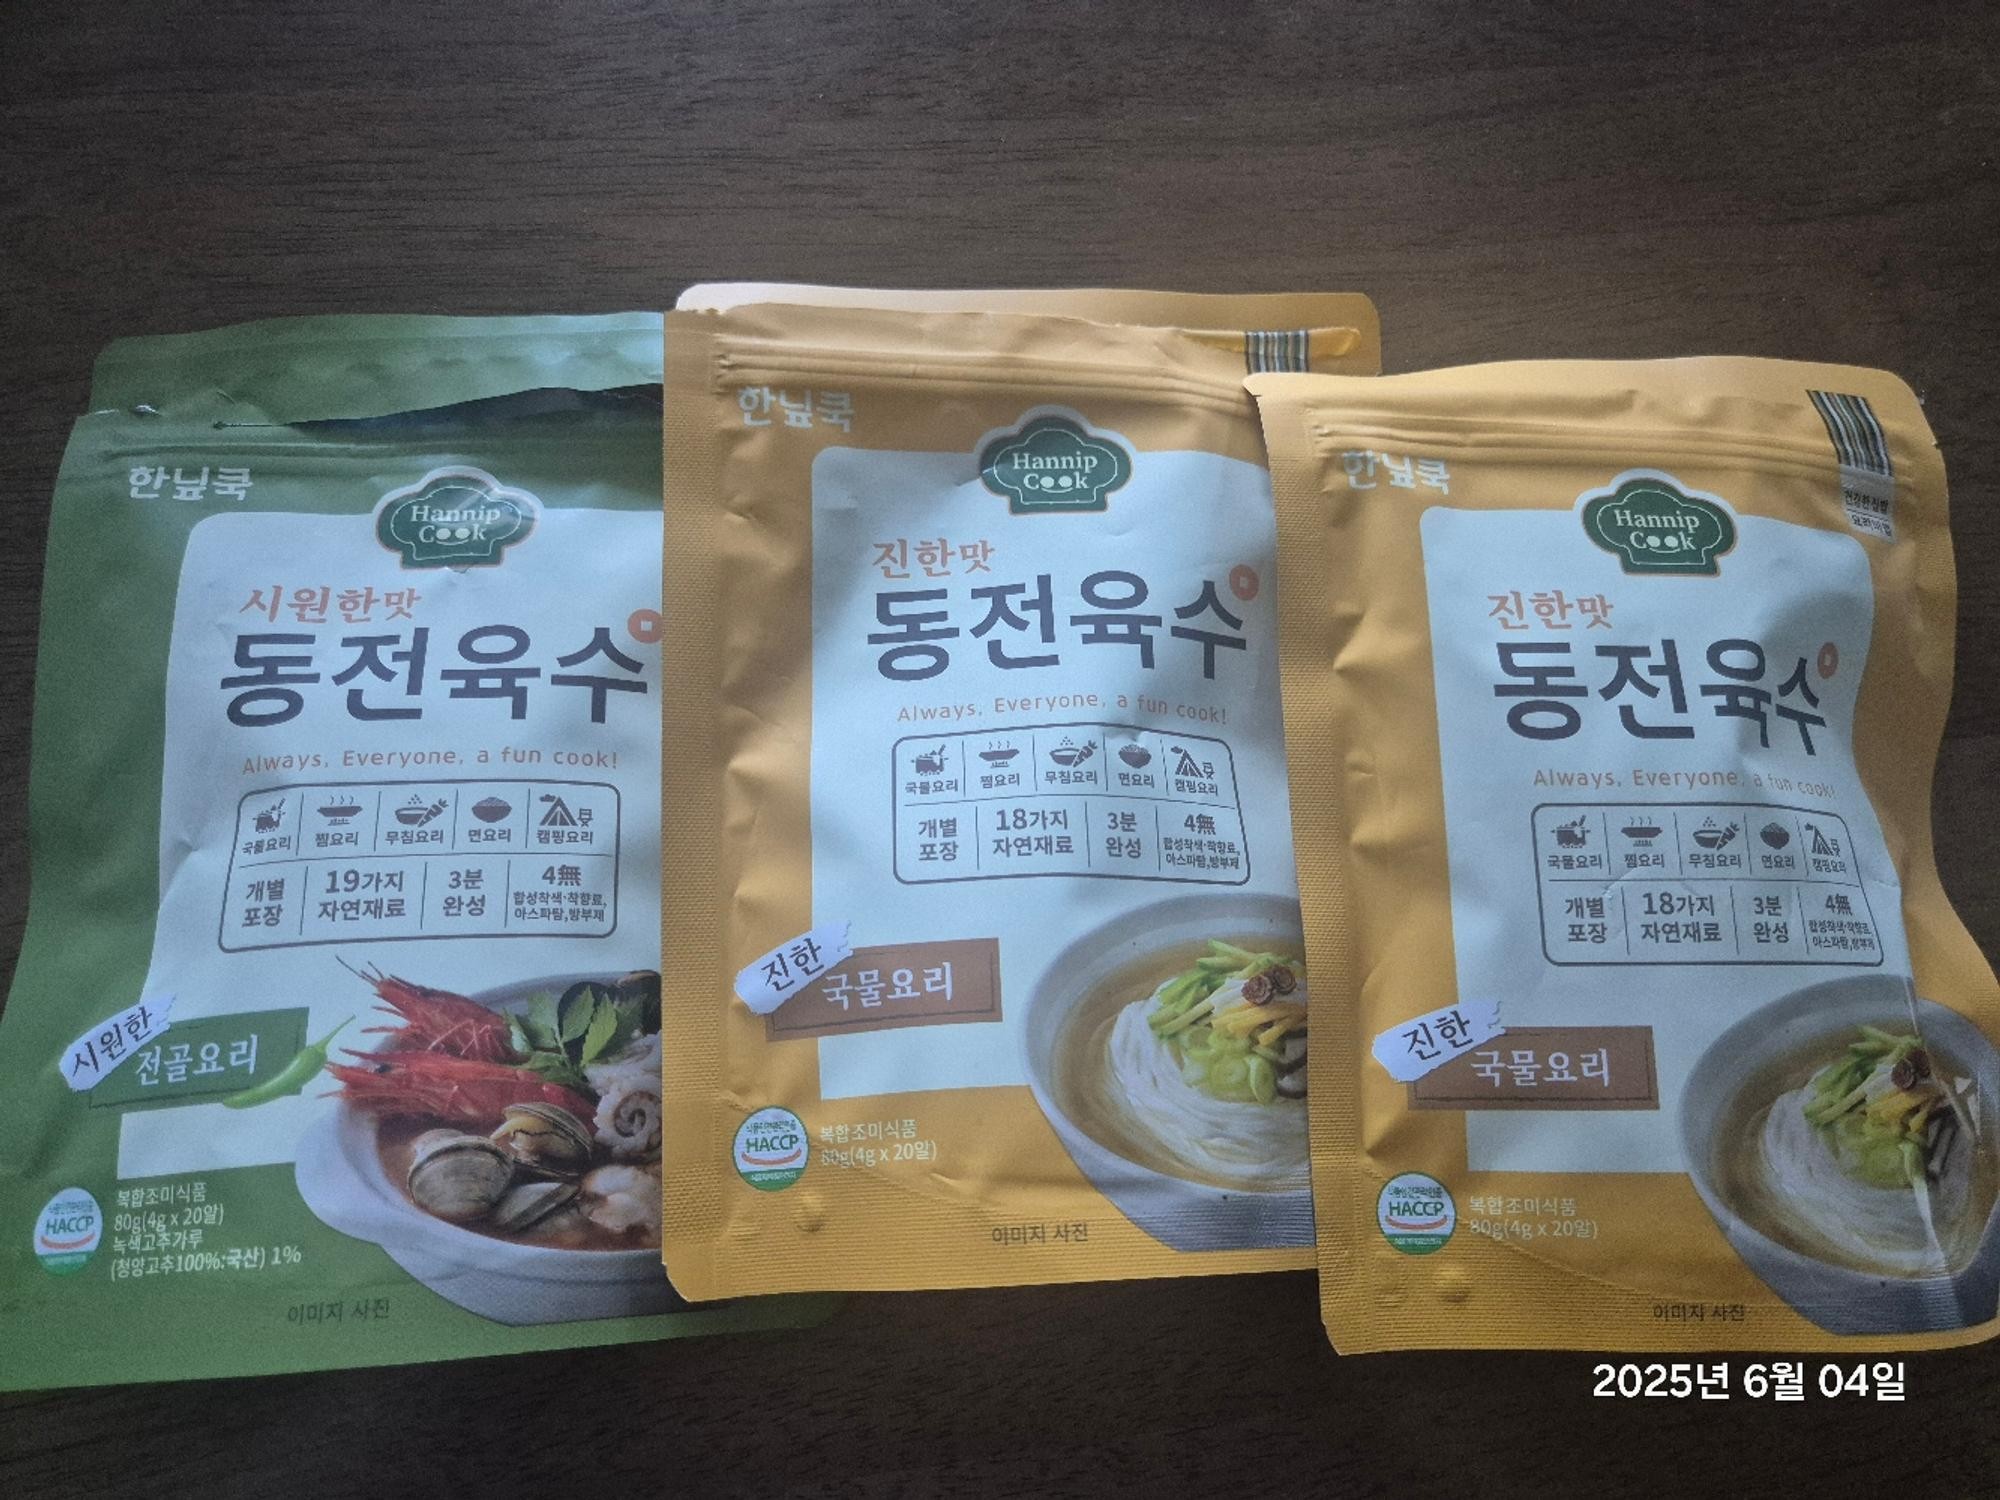 한닢쿡
Hannip
Cook
시원한맛
동전육수
Always, Everyone, a fun cook!
국물요리 찜요리 무침요리 면요리 캠핑요리
개별 포장 19가지 자연재료 3분 완성 4無 합성착색·착향료, 아스파탐,방부제
시원한
전골요리
HACCP
복합조미식품
80g(4g x 20알)
녹색고추가루
(청양고추100%:국산) 1%
이미지 사진
한닢쿡
Hannip
Cook
진한맛
동전육수
Always, Everyone, a fun cook!
국물요리 찜요리 무침요리 면요리 캠핑요리
개별 포장 18가지 자연재료 3분 완성 4無 합성착색·착향료, 아스파탐,방부제
진한
국물요리
HACCP
복합조미식품
80g(4g x 20알)
이미지 사진
한닢쿡
Hannip
Cook
진한맛
동전육수
Always, Everyone, a fun cook!
국물요리 찜요리 무침요리 면요리 캠핑요리
개별 포장 18가지 자연재료 3분 완성 4無 합성착색·착향료, 아스파탐,방부제
진한
국물요리
HACCP
복합조미식품
80g(4g x 20알)
이미지 사진
2025년 6월 04일